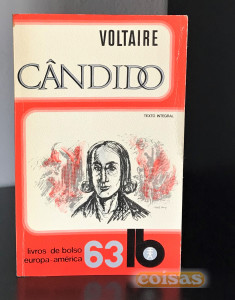 VOLTAIRE
CÂNDIDO
TEXTO INTEGRAL
livros de bolso
europa-américa
63 lb
coisas